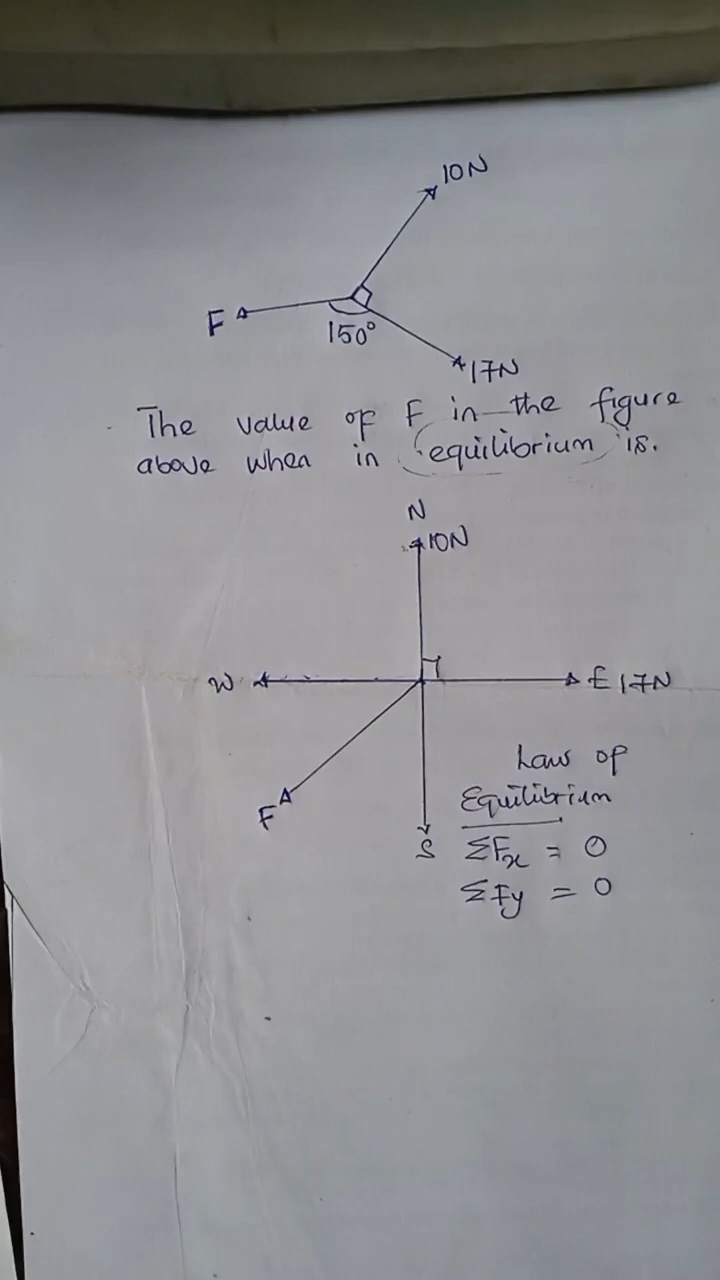 10N
F
150°
17N
The value of F in the figure
above when in equilibrium is.
N
10N
W
E 17N
F
S
Law of
Equilibrium
ΣFx = 0
ΣFy = 0